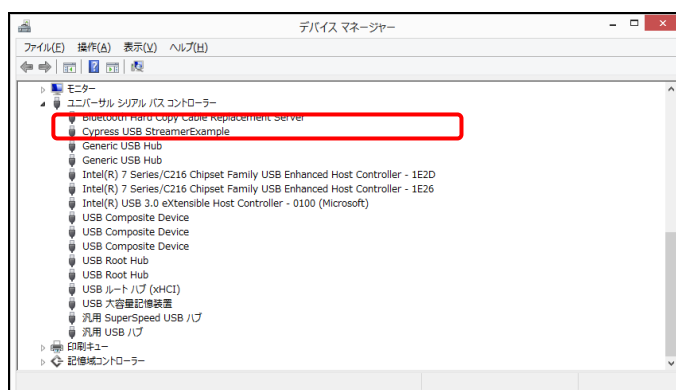 デバイス マネージャー
ファイル(F) 操作(A) 表示(V) ヘルプ(H)
モニター
ユニバーサル シリアル バス コントローラー
Bluetooth Hard Copy Cable Replacement Server
Cypress USB StreamerExample
Generic USB Hub
Generic USB Hub
Intel(R) 7 Series/C216 Chipset Family USB Enhanced Host Controller - 1E2D
Intel(R) 7 Series/C216 Chipset Family USB Enhanced Host Controller - 1E26
Intel(R) USB 3.0 eXtensible Host Controller - 0100 (Microsoft)
USB Composite Device
USB Composite Device
USB Composite Device
USB Root Hub
USB Root Hub
USB ルート ハブ (xHCI)
USB 大容量記憶装置
汎用 SuperSpeed USB ハブ
汎用 USB ハブ
印刷キュー
記憶域コントローラー